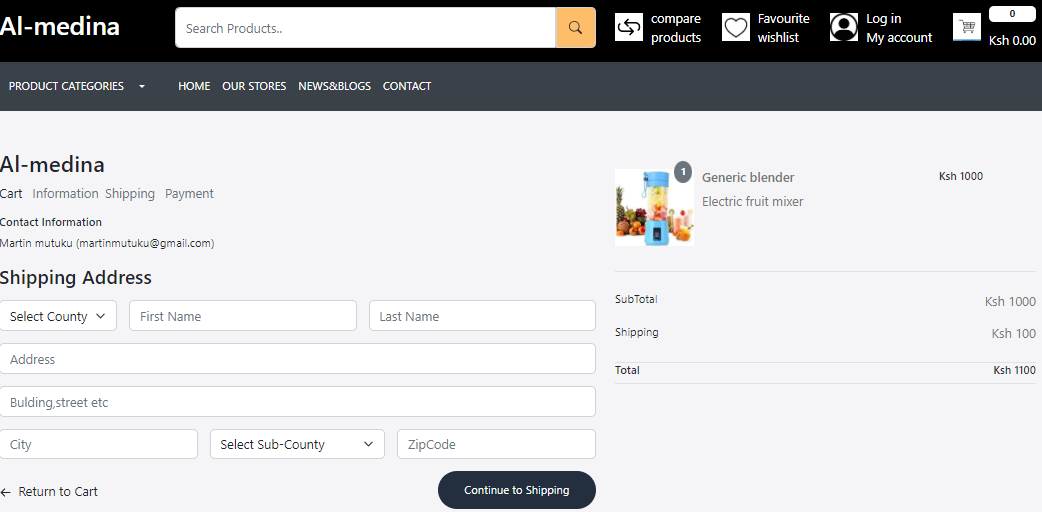 Al-medina
Search Products..
compare
products
Favourite
wishlist
Log in
My account
0
Ksh 0.00
PRODUCT CATEGORIES
HOME
OUR STORES
NEWS&BLOGS
CONTACT
Al-medina
Cart Information Shipping Payment
Contact Information
Martin mutuku (martinmutuku@gmail.com)
Shipping Address
Select County
First Name
Last Name
Address
Bulding,street etc
City
Select Sub-County
ZipCode
← Return to Cart
Continue to Shipping
1
Generic blender
Ksh 1000
Electric fruit mixer
SubTotal
Ksh 1000
Shipping
Ksh 100
Total
Ksh 1100